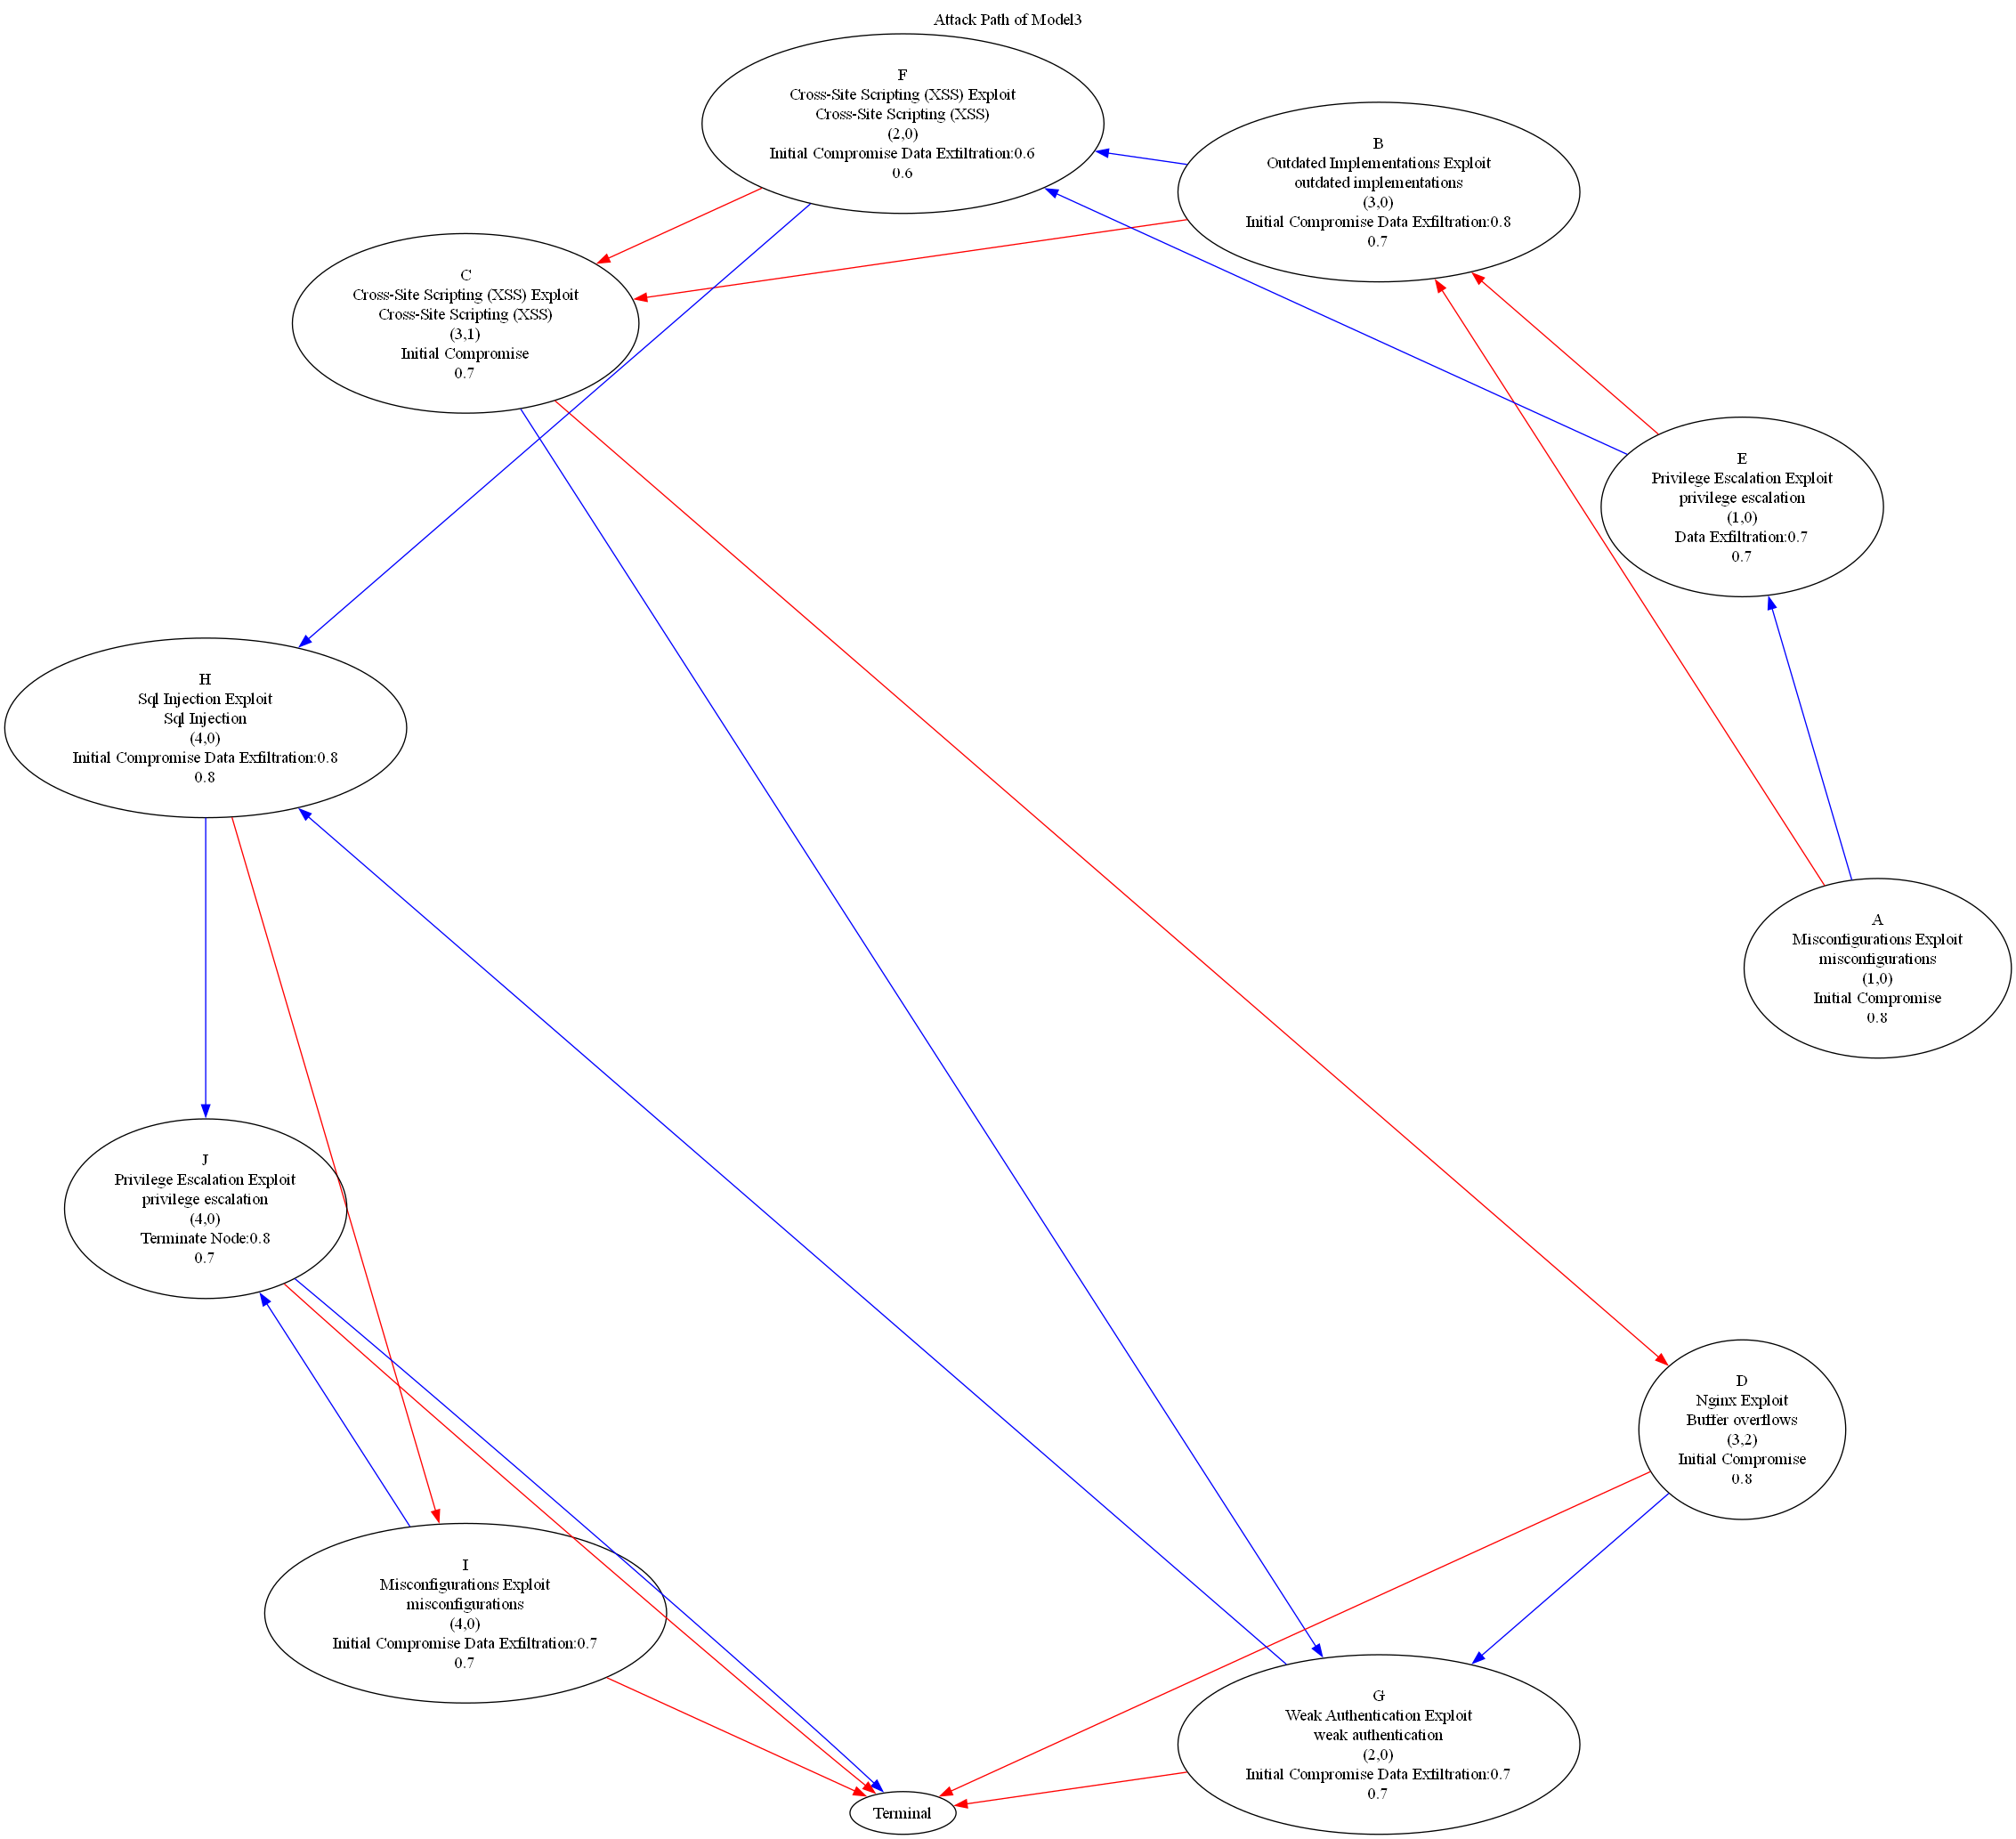 Attack Path of Model3
F
Cross-Site Scripting (XSS) Exploit
Cross-Site Scripting (XSS)
(2,0)
Initial Compromise Data Exfiltration:0.6
0.6
B
Outdated Implementations Exploit
outdated implementations
(3,0)
Initial Compromise Data Exfiltration:0.8
0.7
C
Cross-Site Scripting (XSS) Exploit
Cross-Site Scripting (XSS)
(3,1)
Initial Compromise
0.7
E
Privilege Escalation Exploit
privilege escalation
(1,0)
Data Exfiltration:0.7
0.7
H
Sql Injection Exploit
Sql Injection
(4,0)
Initial Compromise Data Exfiltration:0.8
0.8
A
Misconfigurations Exploit
misconfigurations
(1,0)
Initial Compromise
0.8
J
Privilege Escalation Exploit
privilege escalation
(4,0)
Terminate Node:0.8
0.7
D
Nginx Exploit
Buffer overflows
(3,2)
Initial Compromise
0.8
I
Misconfigurations Exploit
misconfigurations
(4,0)
Initial Compromise Data Exfiltration:0.7
0.7
G
Weak Authentication Exploit
weak authentication
(2,0)
Initial Compromise Data Exfiltration:0.7
0.7
Terminal